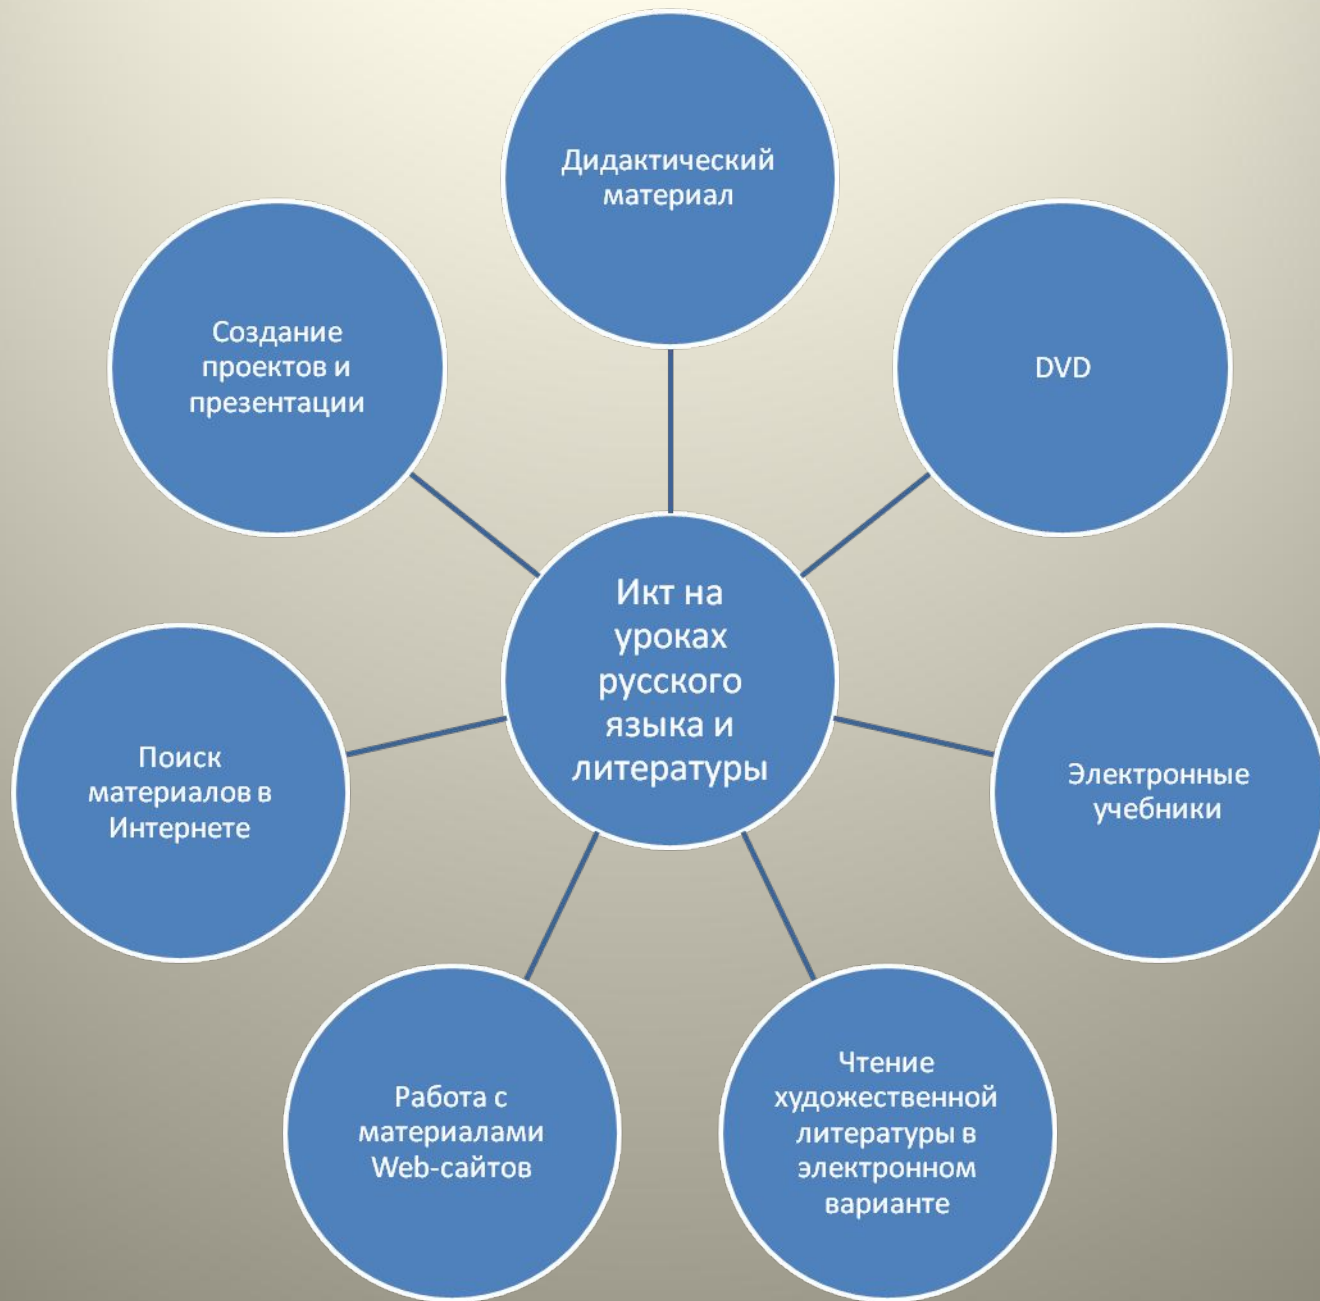 Дидактический
материал
Создание
проектов и
презентации
DVD
Икт на
уроках
русского
языка и
литературы
Поиск
материалов в
Интернете
Электронные
учебники
Работа с
материалами
Web-сайтов
Чтение
художественной
литературы в
электронном
варианте